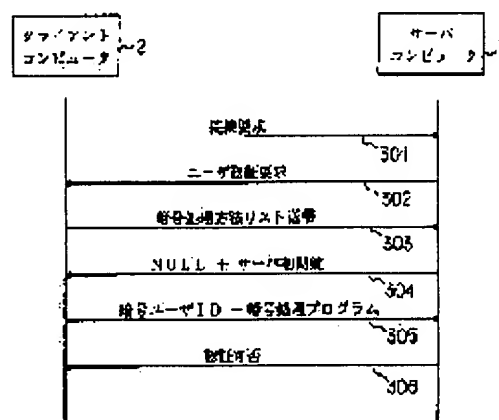 クライアント
コンピュータ
2
サーバ
コンピュータ
接続要求
301
ユーザ認証要求
302
暗号処理方法リスト送信
303
NULL + サーバ公開鍵
304
暗号ユーザID
暗号処理プログラム
305
認証可否
306